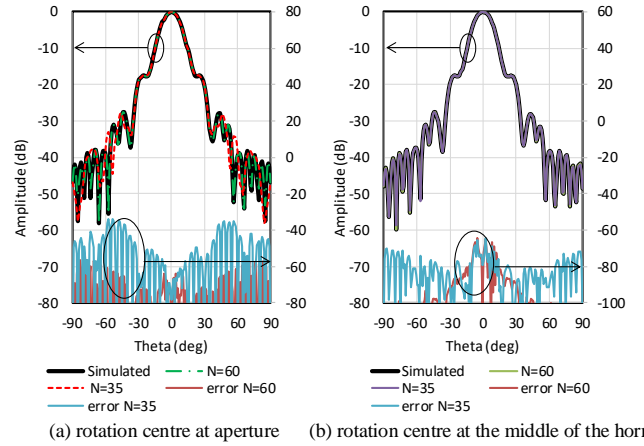 0 80 0 80
-10 60 -10 60
-20 40 -20 40
-30 20 -30 20
-40 0 -40 0
-50 -20 -50 -20
-60 -40 -60 -40
-70 -60 -70 -80
-80 -80 -80 -100
Amplitude (dB) Amplitude (dB)
-90 -60 -30 0 30 60 90 -90 -60 -30 0 30 60 90
Theta (deg) Theta (deg)
Simulated N=60 Simulated N=60
N=35 error N=60 N=35 error N=60
error N=35 error N=35
(a) rotation centre at aperture (b) rotation centre at the middle of the horn